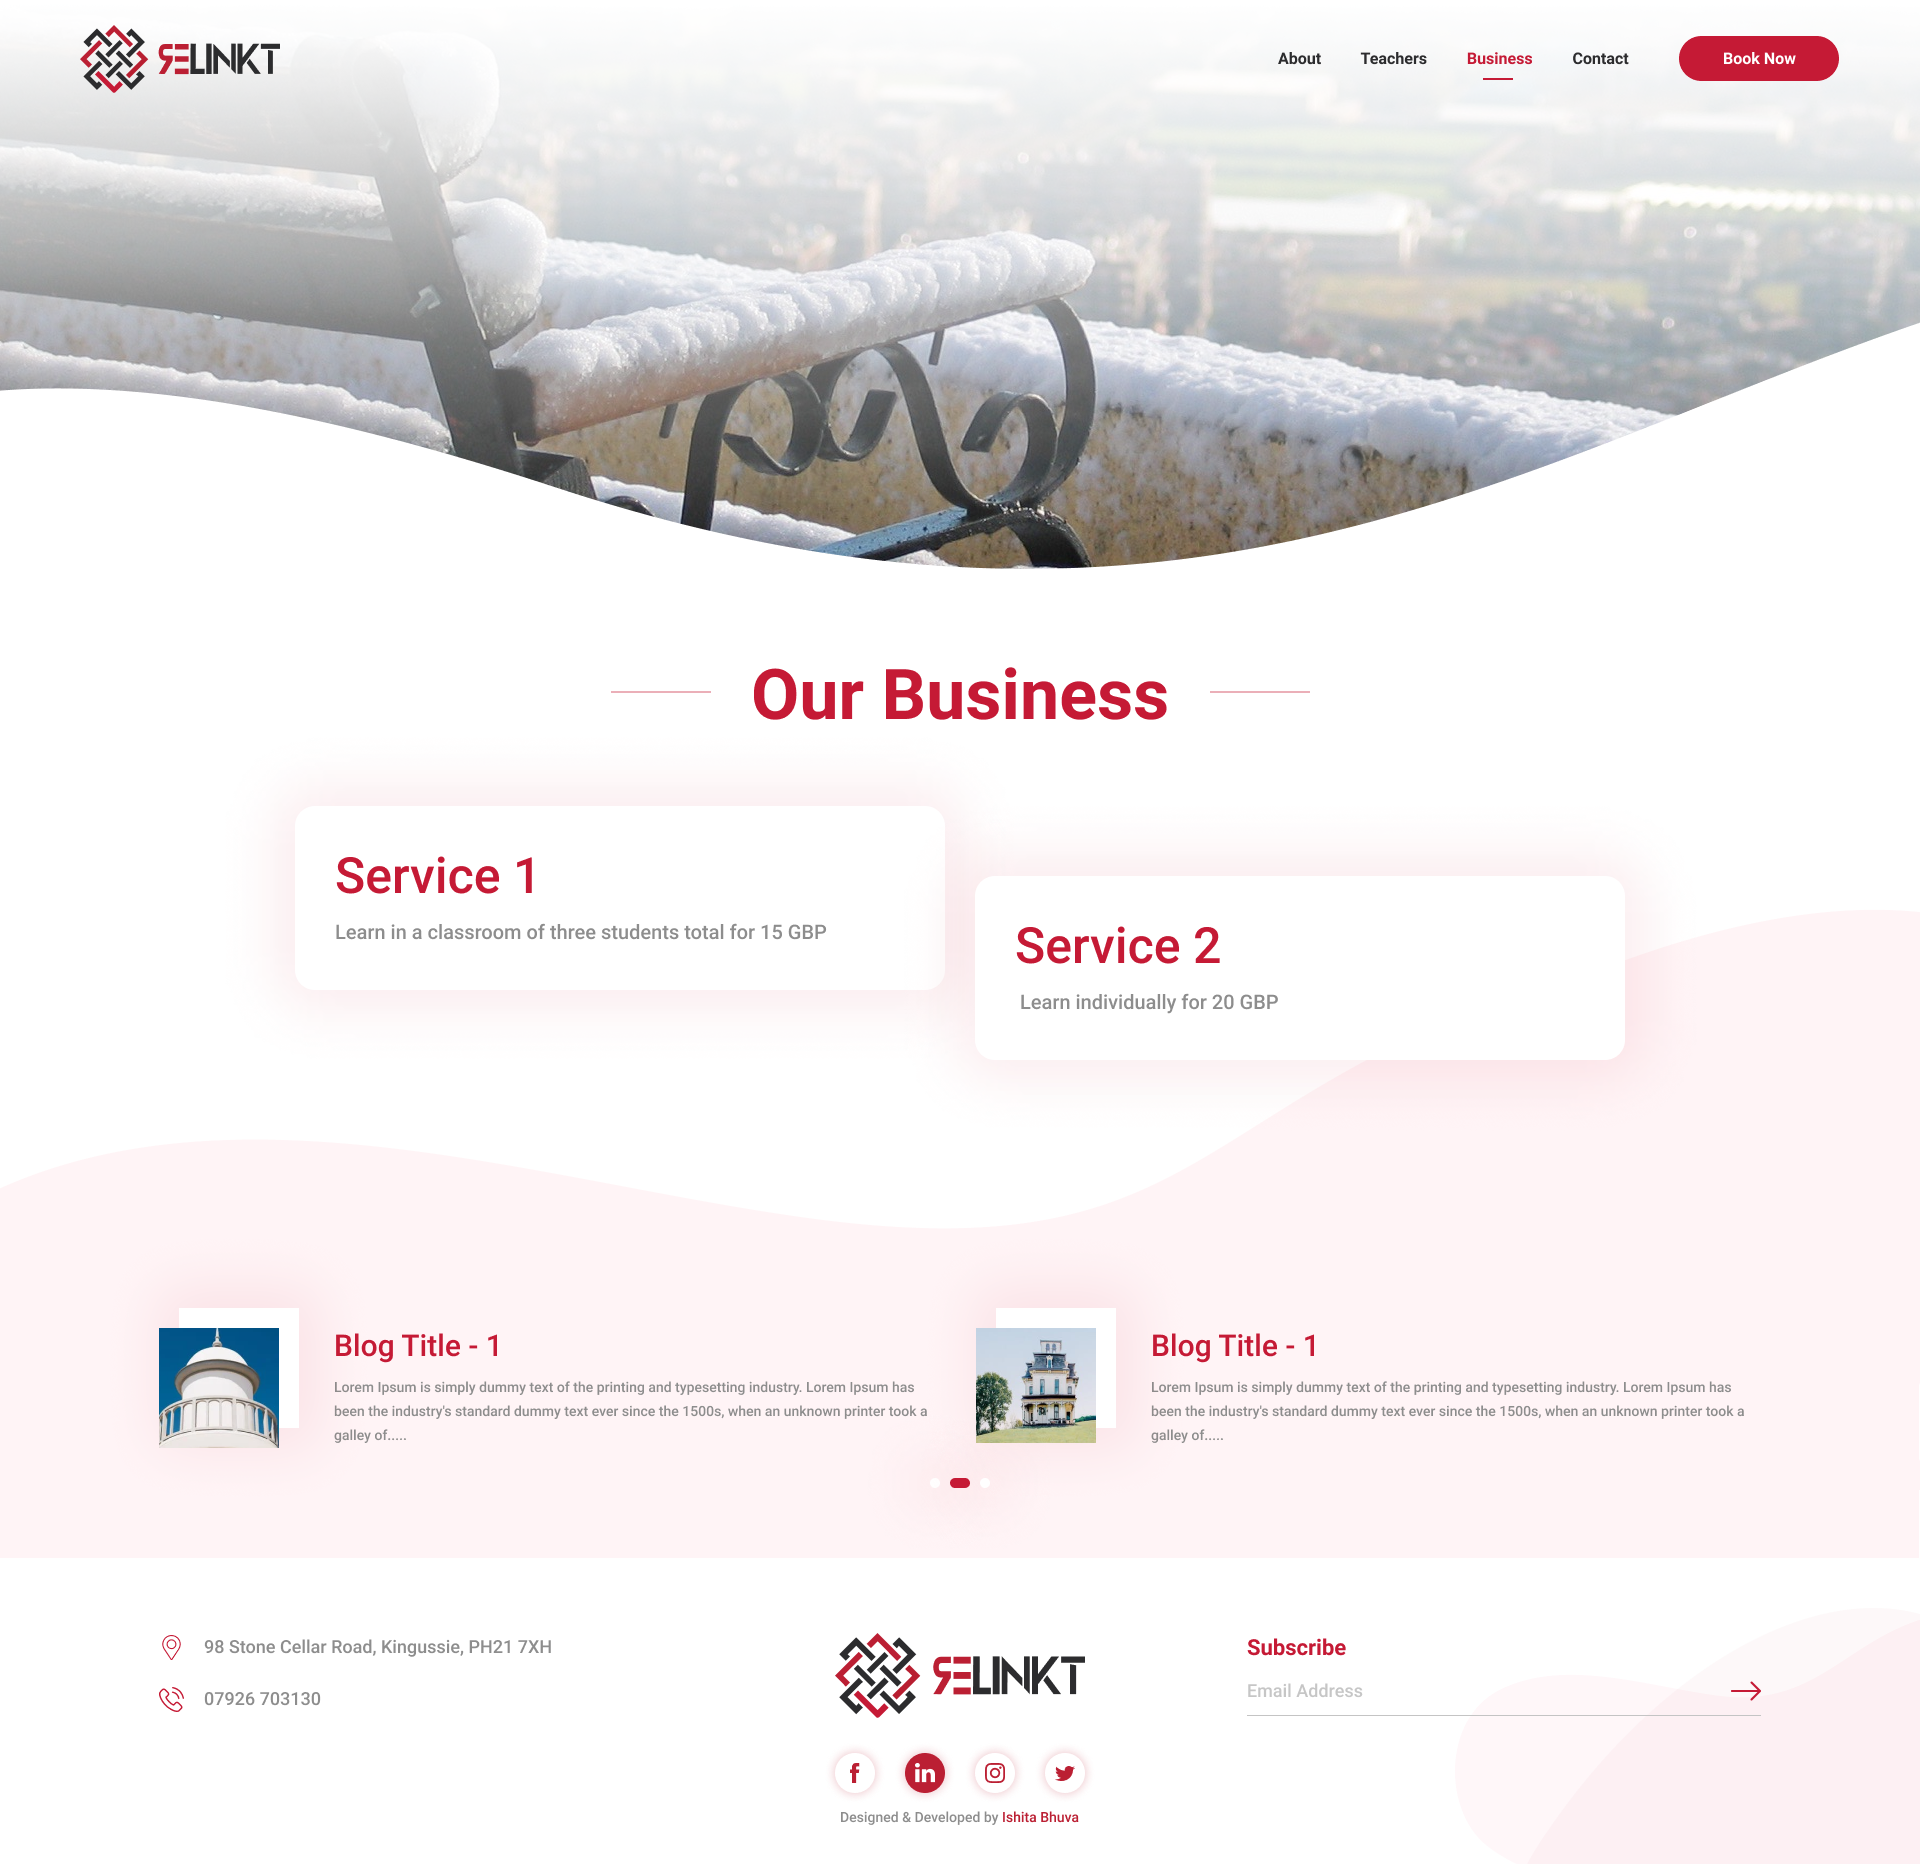 ЯELINKT
About Teachers Business Contact Book Now
Our Business
Service 1
Learn in a classroom of three students total for 15 GBP
Service 2
Learn individually for 20 GBP
Blog Title - 1
Lorem Ipsum is simply dummy text of the printing and typesetting industry. Lorem Ipsum has
been the industry's standard dummy text ever since the 1500s, when an unknown printer took a
galley of.....
Blog Title - 1
Lorem Ipsum is simply dummy text of the printing and typesetting industry. Lorem Ipsum has
been the industry's standard dummy text ever since the 1500s, when an unknown printer took a
galley of.....
98 Stone Cellar Road, Kingussie, PH21 7XH
07926 703130
ЯELINKT
f in
Designed & Developed by Ishita Bhuva
Subscribe
Email Address